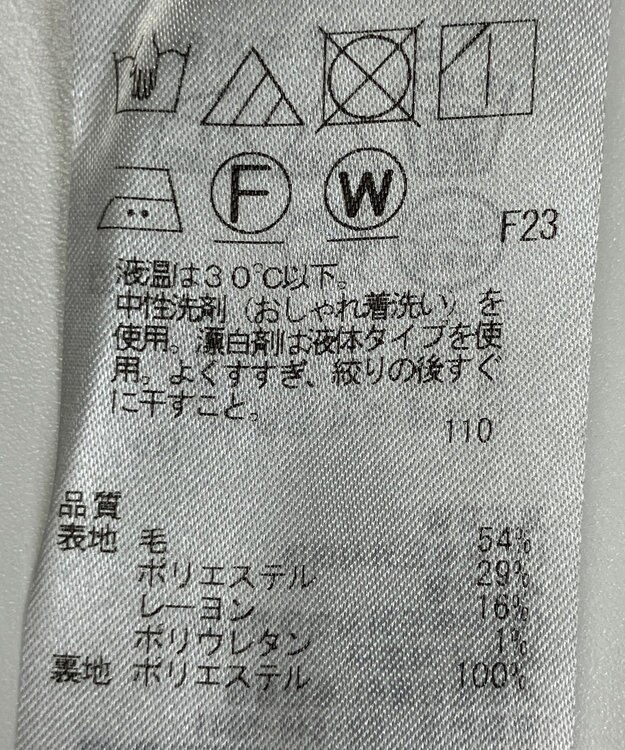 F W
F23
液温は30℃以下。
中性洗剤（おしゃれ着洗い）を
使用。漂白剤は液体タイプを使
用。よくすすぎ、絞りの後すぐ
に干すこと。
110
品質
表地 毛 54%
ポリエステル 29%
レーヨン 16%
ポリウレタン 1%
裏地 ポリエステル 100%